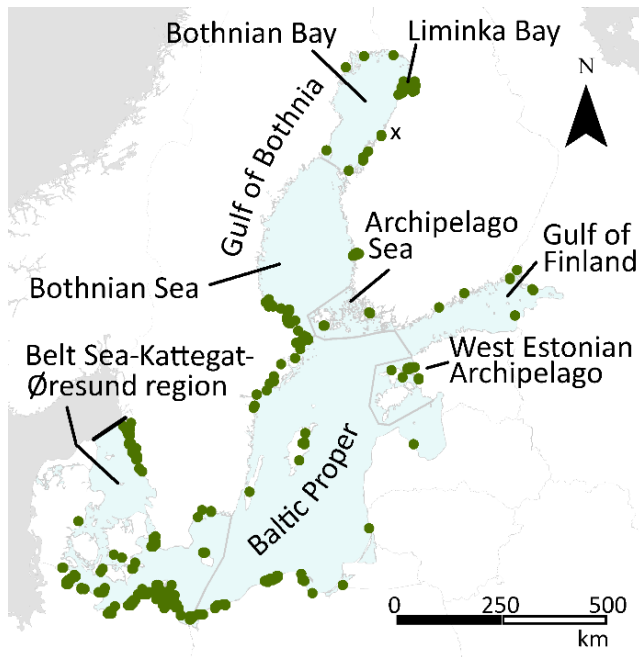 Bothnian Bay
Liminka Bay
N
Gulf of Bothnia
x
Archipelago
Sea
Gulf of
Finland
Bothnian Sea
Belt Sea-Kattegat-
Øresund region
West Estonian
Archipelago
Baltic Proper
0 250 500
km